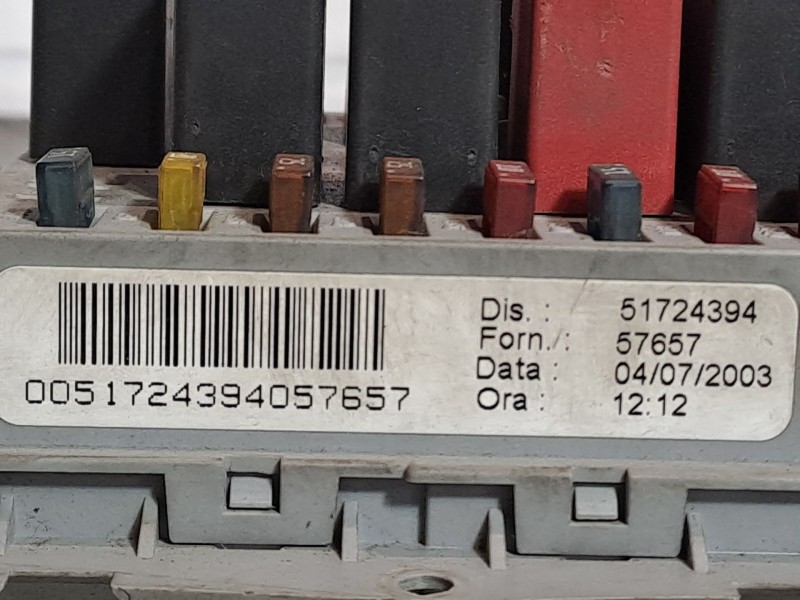 Dis. : 51724394
Forn./: 57657
Data : 04/07/2003
Ora : 12:12
0051724394057657